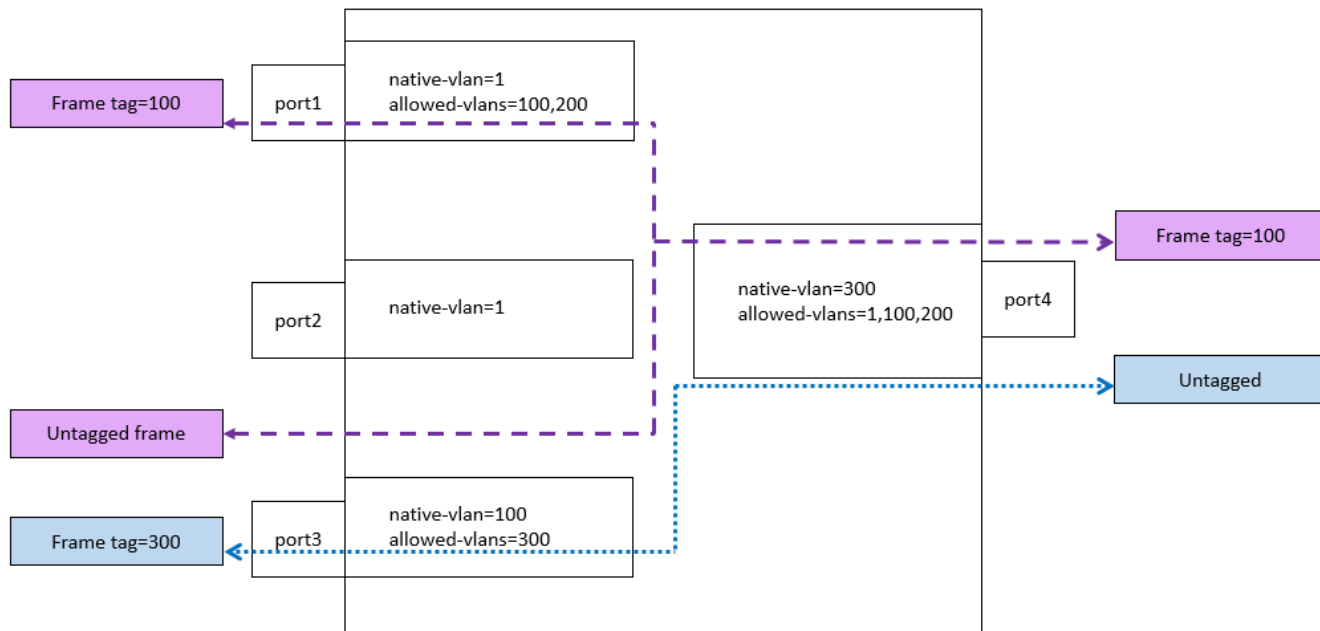 Frame tag=100
port1
native-vlan=1
allowed-vlans=100,200
Frame tag=100
port2
native-vlan=1
native-vlan=300
allowed-vlans=1,100,200
port4
Untagged
Untagged frame
Frame tag=300
port3
native-vlan=100
allowed-vlans=300